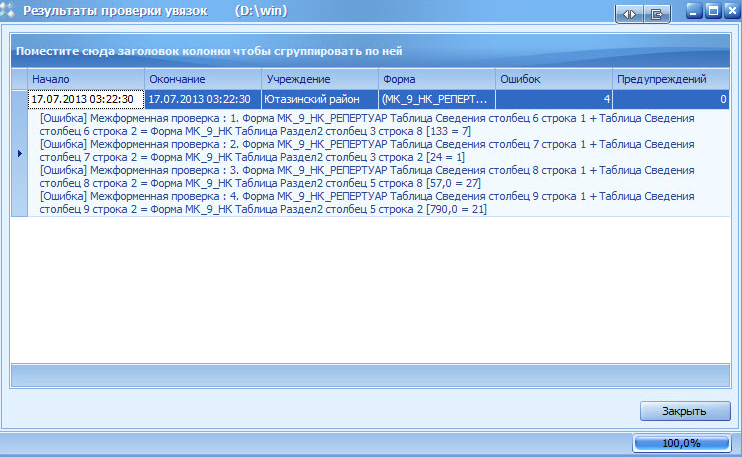 Результаты проверки увязок (D:\win)
Поместите сюда заголовок колонки чтобы сгруппировать по ней
Начало Окончание Учреждение Форма Ошибок Предупреждений
17.07.2013 03:22:30 17.07.2013 03:22:30 Ютазинский район (МК_9_НК_РЕПЕРТ... 4 0
[Ошибка] Межформенная проверка : 1. Форма МК_9_НК_РЕПЕРТУАР Таблица Сведения столбец 6 строка 1 + Таблица Сведения
столбец 6 строка 2 = Форма МК_9_НК Таблица Раздел2 столбец 3 строка 8 [133 = 7]
[Ошибка] Межформенная проверка : 2. Форма МК_9_НК_РЕПЕРТУАР Таблица Сведения столбец 7 строка 1 + Таблица Сведения
столбец 7 строка 2 = Форма МК_9_НК Таблица Раздел2 столбец 3 строка 2 [24 = 1]
[Ошибка] Межформенная проверка : 3. Форма МК_9_НК_РЕПЕРТУАР Таблица Сведения столбец 8 строка 1 + Таблица Сведения
столбец 8 строка 2 = Форма МК_9_НК Таблица Раздел2 столбец 5 строка 8 [57,0 = 27]
[Ошибка] Межформенная проверка : 4. Форма МК_9_НК_РЕПЕРТУАР Таблица Сведения столбец 9 строка 1 + Таблица Сведения
столбец 9 строка 2 = Форма МК_9_НК Таблица Раздел2 столбец 5 строка 2 [790,0 = 21]
Закрыть
100,0%